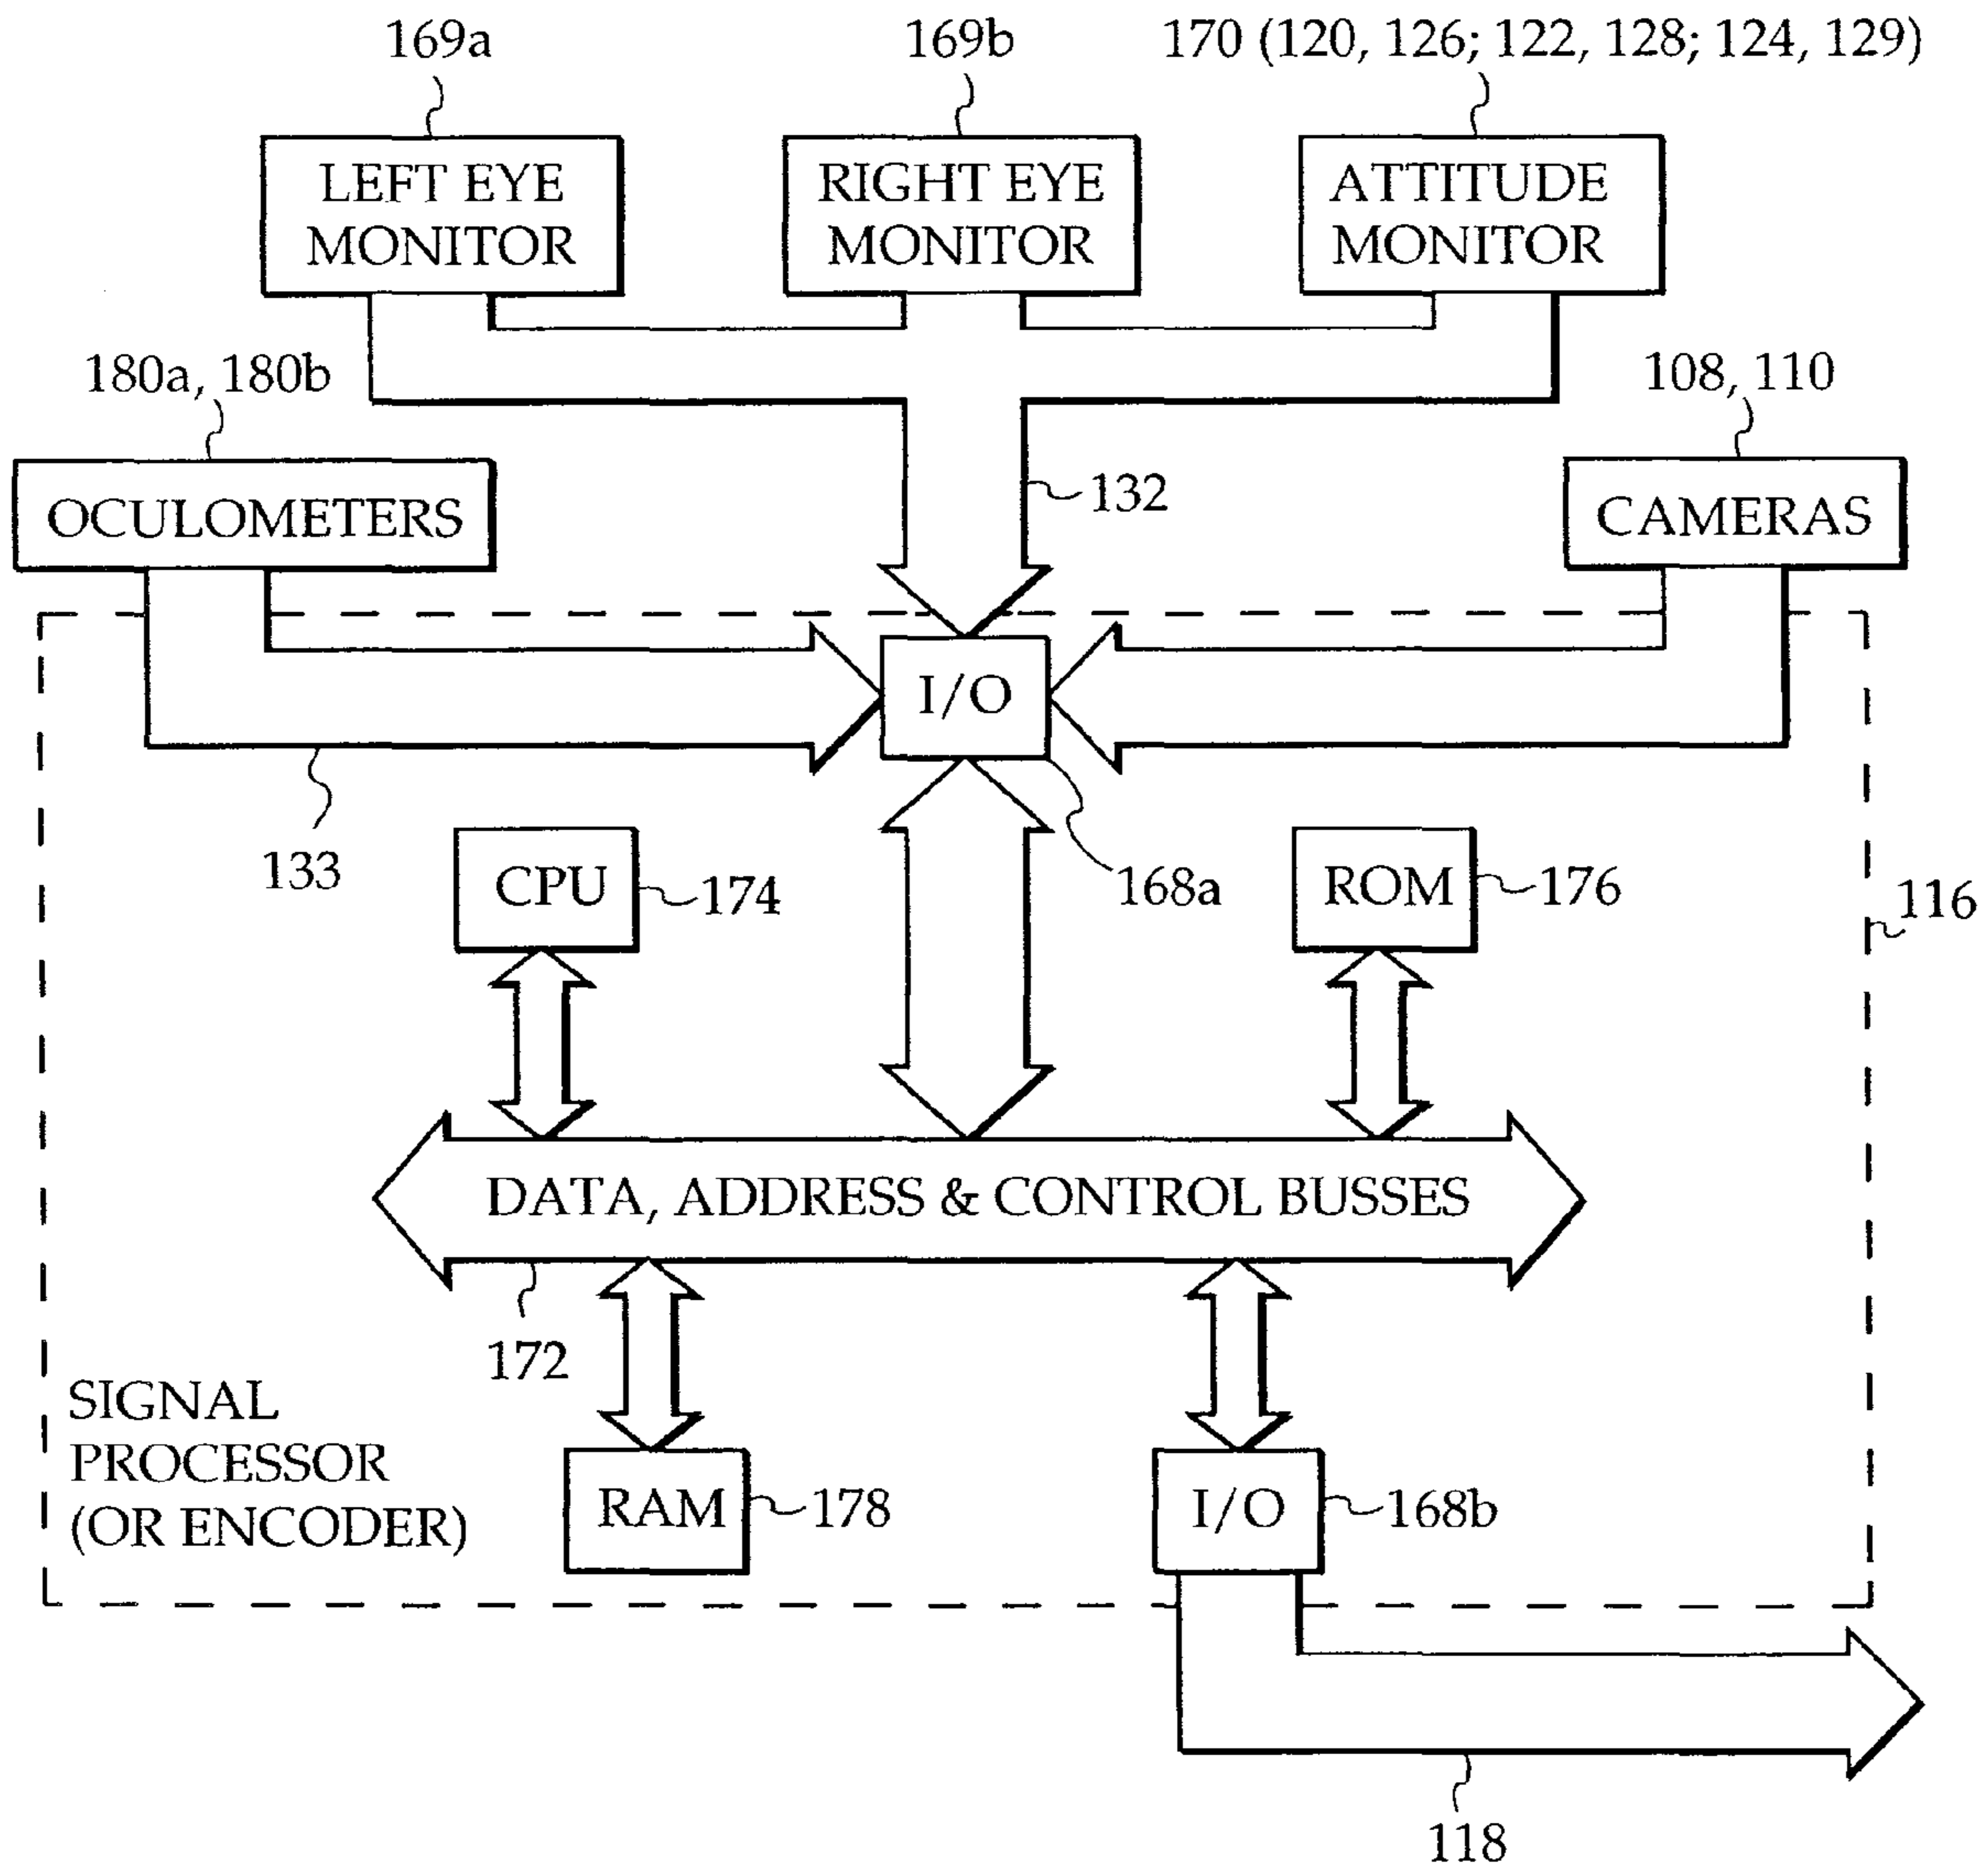 169a
169b
170 (120, 126; 122, 128; 124, 129)
LEFT EYE
MONITOR
RIGHT EYE
MONITOR
ATTITUDE
MONITOR
180a, 180b
108, 110
OCULOMETERS
132
CAMERAS
I/O
133
CPU
174
168a
ROM
176
116
DATA, ADDRESS & CONTROL BUSSES
172
SIGNAL
PROCESSOR
(OR ENCODER)
RAM
178
I/O
168b
118